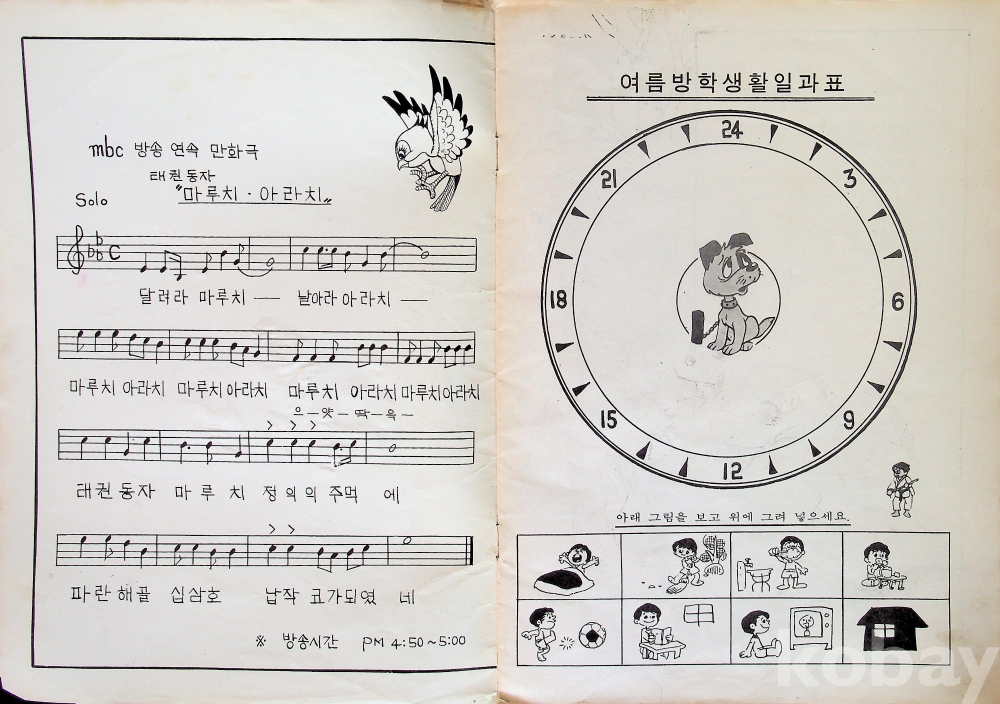 mbc 방송 연속 만화극
태권동자
Solo
"마루치 · 아라치"
달려라 마루치 — 날아라 아라치 —
마루치 아라치 마루치 아라치 마루치 아라치 마루치 아라치
으 — 얏 — 딱 — 욱 —
태권동자 마루치 정의의 주먹에
파란해골 십삼호 납작코가되였네
※ 방송시간 PM 4:50~5:00
여름방학생활일과표
24
21
3
18
6
15
9
12
아래 그림을 보고 위에 그려 넣으세요.
kobay